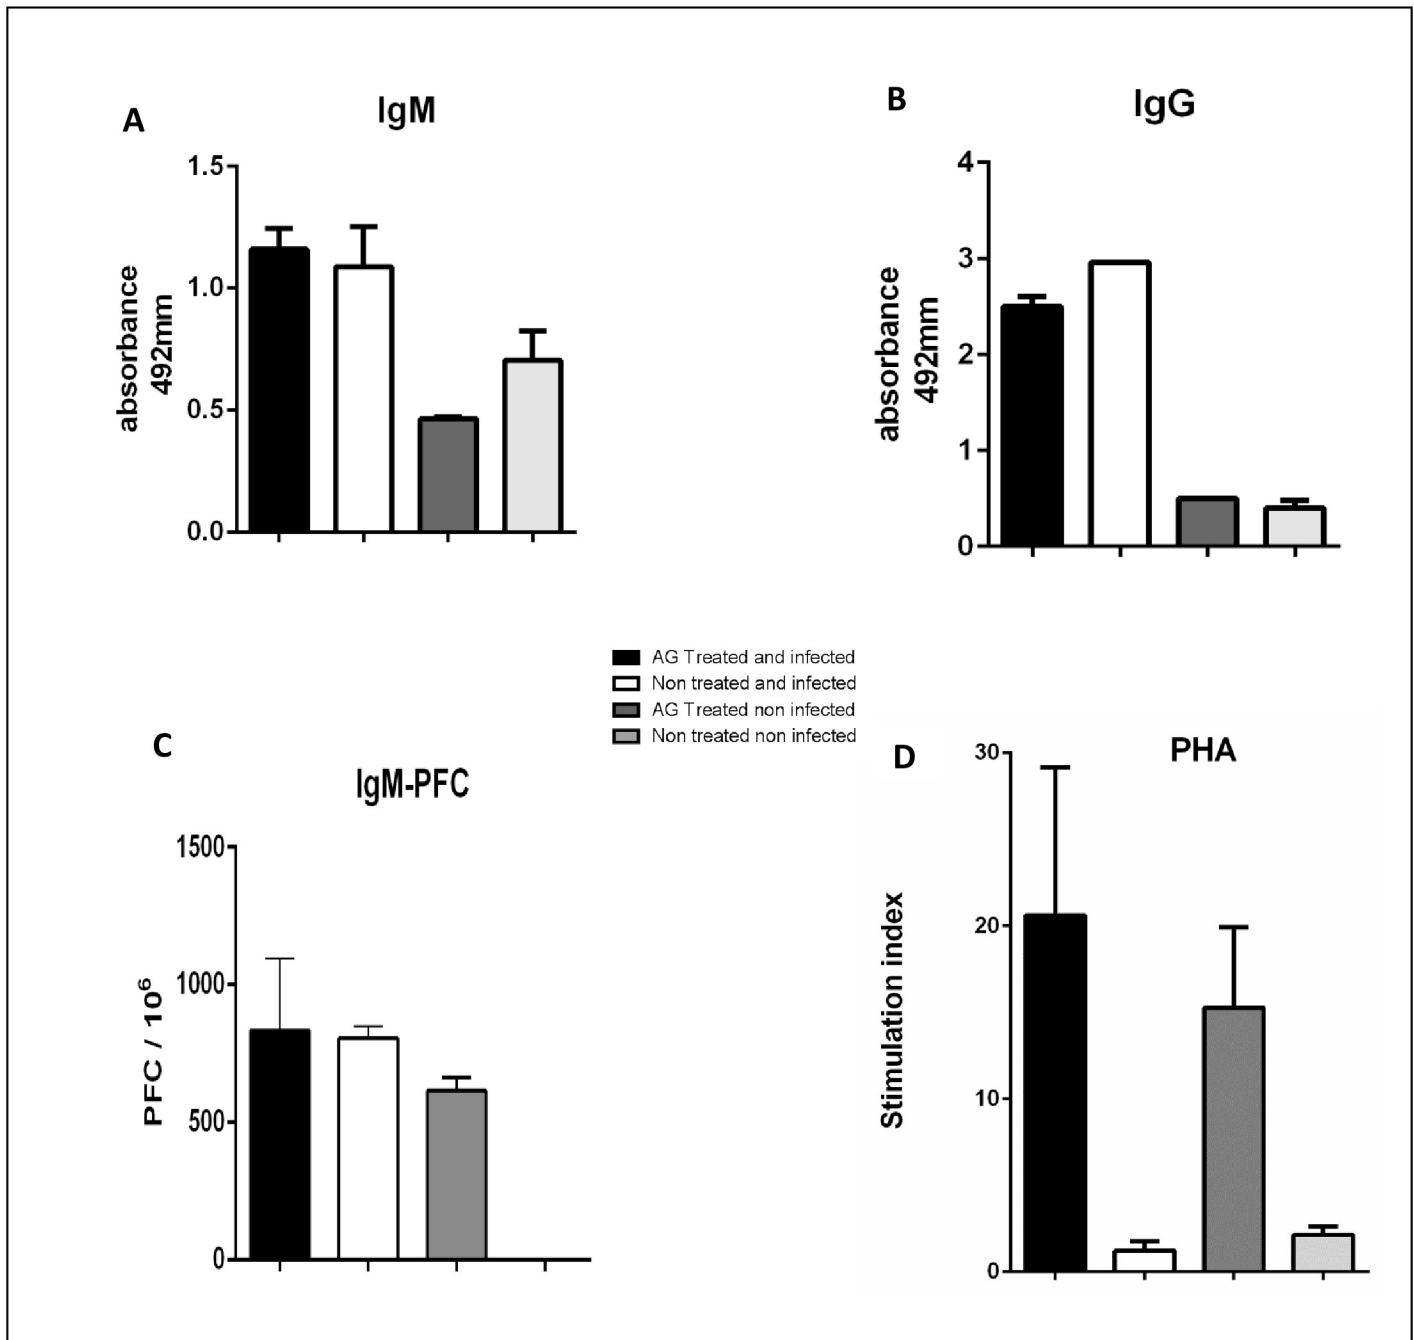 A
IgM
1.5
1.0
0.5
0.0
absorbance
492mm
B
IgG
4
3
2
1
0
absorbance
492mm
AG Treated and infected
Non treated and infected
AG Treated non infected
Non treated non infected
C
IgM-PFC
1500
1000
500
0
PFC / 10⁶
D
PHA
30
20
10
0
Stimulation index